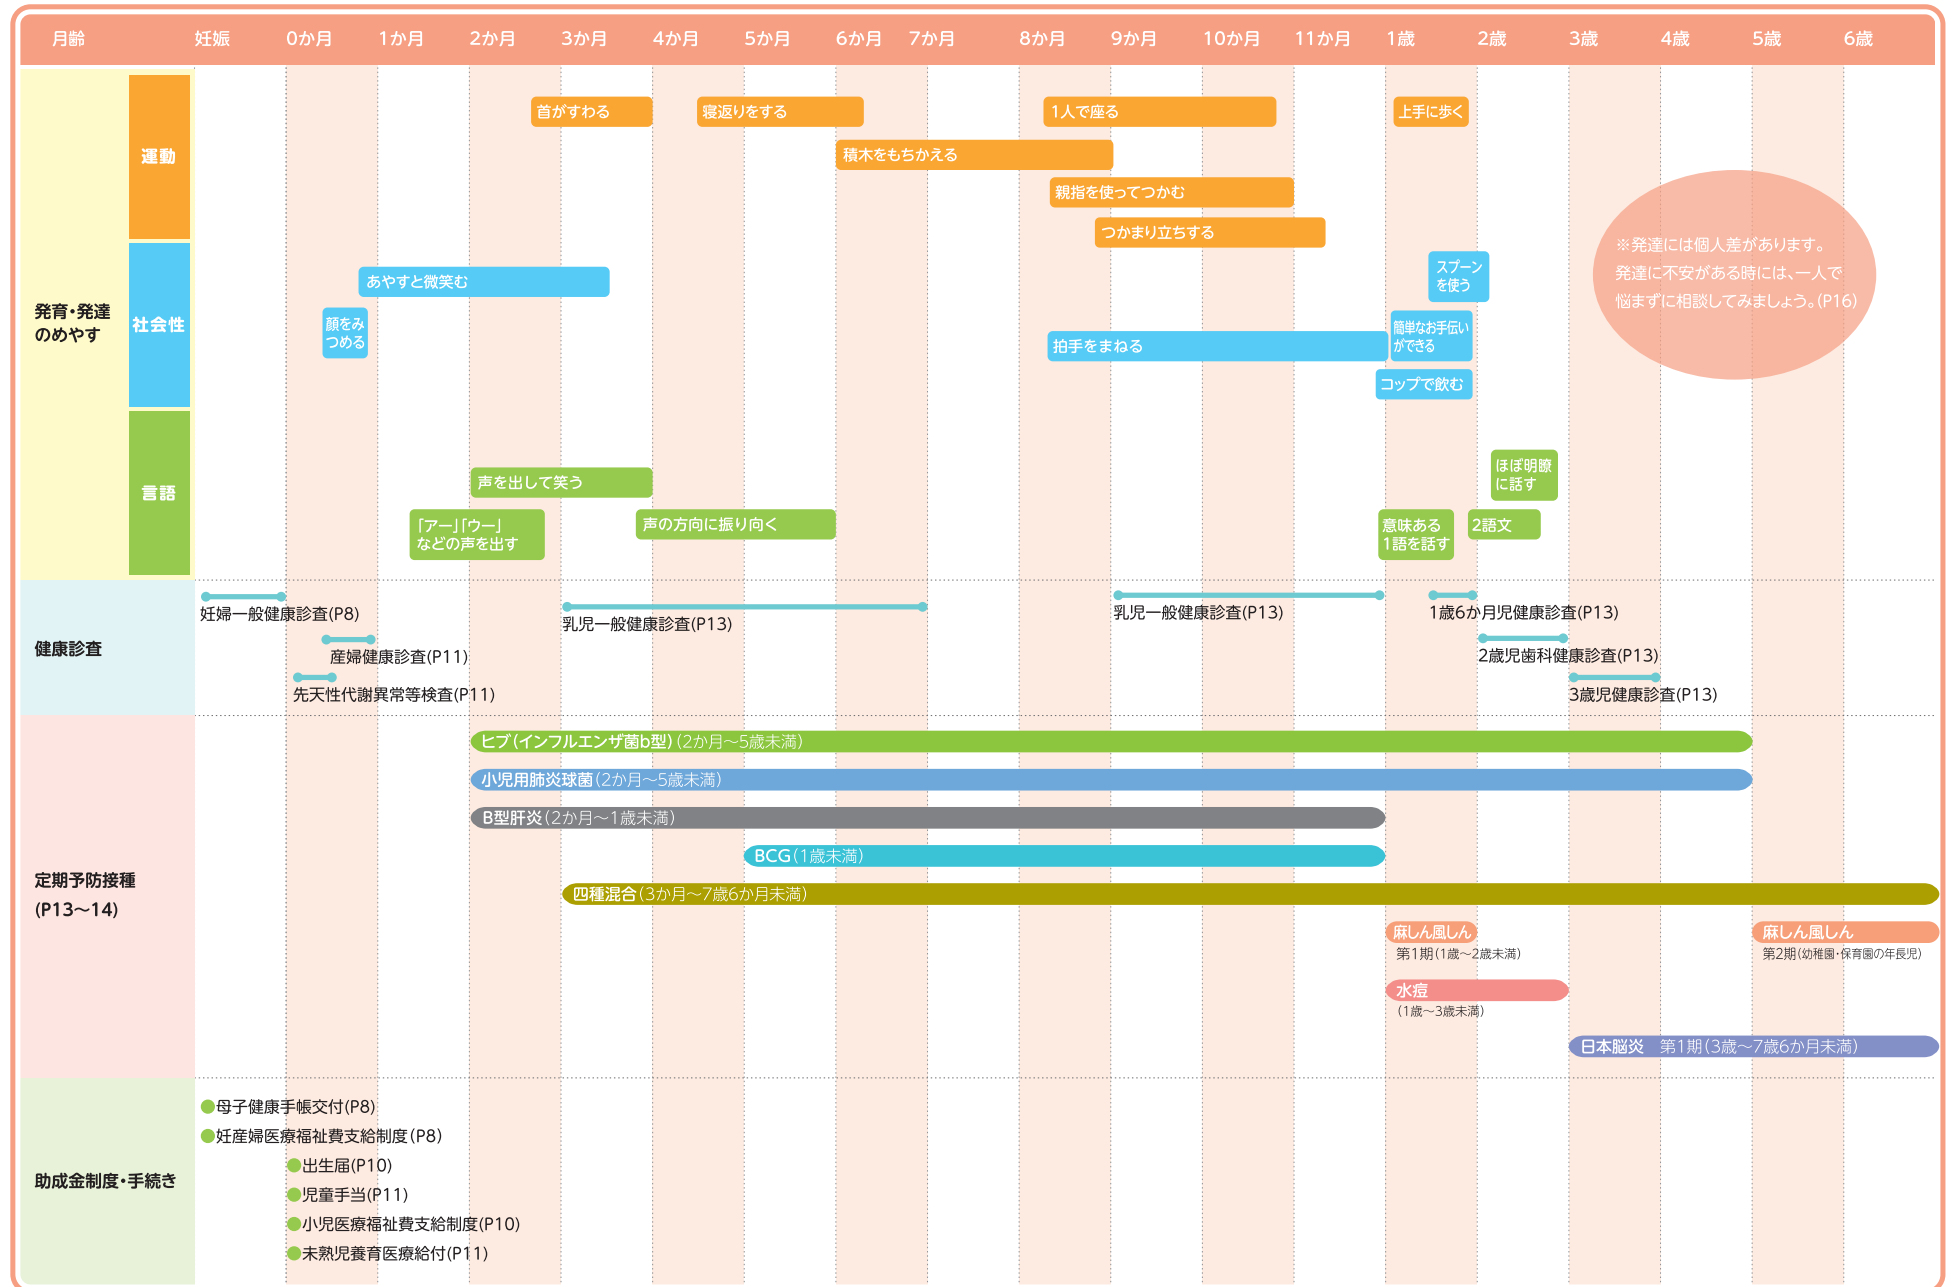 月齢 妊娠 0か月 1か月 2か月 3か月 4か月 5か月 6か月 7か月 8か月 9か月 10か月 11か月 1歳 2歳 3歳 4歳 5歳 6歳
発育・発達
のめやす
運動
首がすわる 寝返りをする 1人で座る 上手に歩く
積木をもちかえる
親指を使ってつかむ
つかまり立ちする
※発達には個人差があります。
発達に不安がある時には、一人で
悩まずに相談してみましょう。(P16)
社会性
スプーン
を使う
あやすと微笑む
顔をみ
つめる
拍手をまねる
簡単なお手伝い
ができる
コップで飲む
言語
ほぼ明瞭
に話す
声を出して笑う
「アー」「ウー」
などの声を出す
声の方向に振り向く
意味ある
1語を話す
2語文
健康診査
妊婦一般健康診査(P8)
産婦健康診査(P11)
先天性代謝異常等検査(P11)
乳児一般健康診査(P13)
乳児一般健康診査(P13)
1歳6か月児健康診査(P13)
2歳児歯科健康診査(P13)
3歳児健康診査(P13)
定期予防接種
(P13〜14)
ヒブ(インフルエンザ菌b型)(2か月〜5歳未満)
小児用肺炎球菌(2か月〜5歳未満)
B型肝炎(2か月〜1歳未満)
BCG(1歳未満)
四種混合(3か月〜7歳6か月未満)
麻しん風しん
第1期(1歳〜2歳未満)
麻しん風しん
第2期(幼稚園・保育園の年長児)
水痘
(1歳〜3歳未満)
日本脳炎 第1期(3歳〜7歳6か月未満)
助成金制度・手続き
●母子健康手帳交付(P8)
●妊産婦医療福祉費支給制度(P8)
●出生届(P10)
●児童手当(P11)
●小児医療福祉費支給制度(P10)
●未熟児養育医療給付(P11)